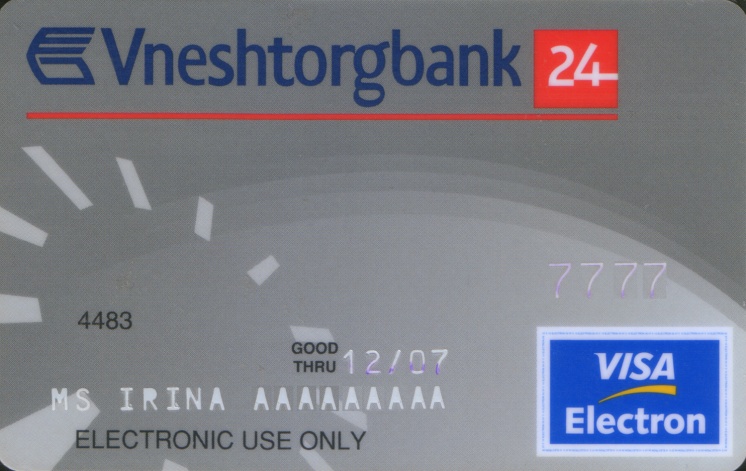 Vneshtorgbank 24
7777
4483
GOOD
THRU 12/07
MS IRINA AAAAAAAAA
ELECTRONIC USE ONLY
VISA
Electron